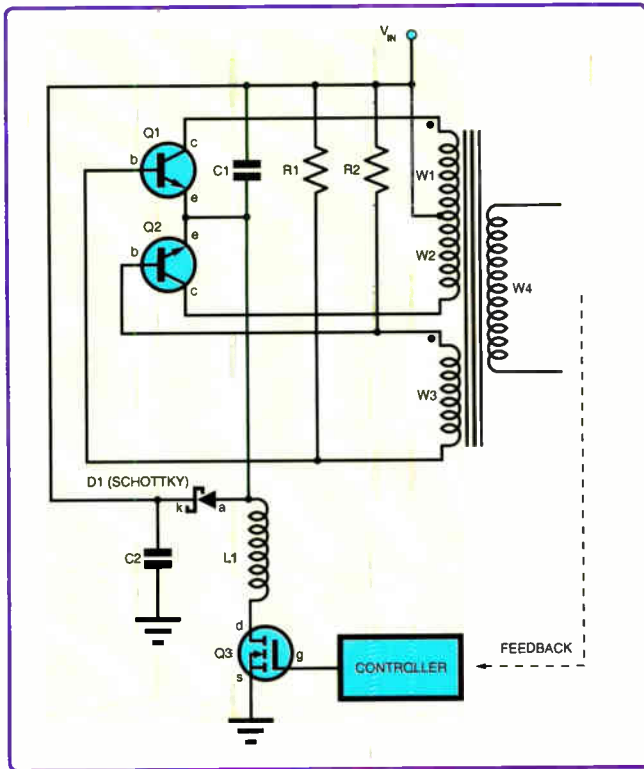 VIN
Q1
c
b
e
C1
R1
R2
W1
Q2
e
b
c
W2
W4
W3
D1 (SCHOTTKY)
k
a
C2
L1
d
Q3
g
s
CONTROLLER
FEEDBACK